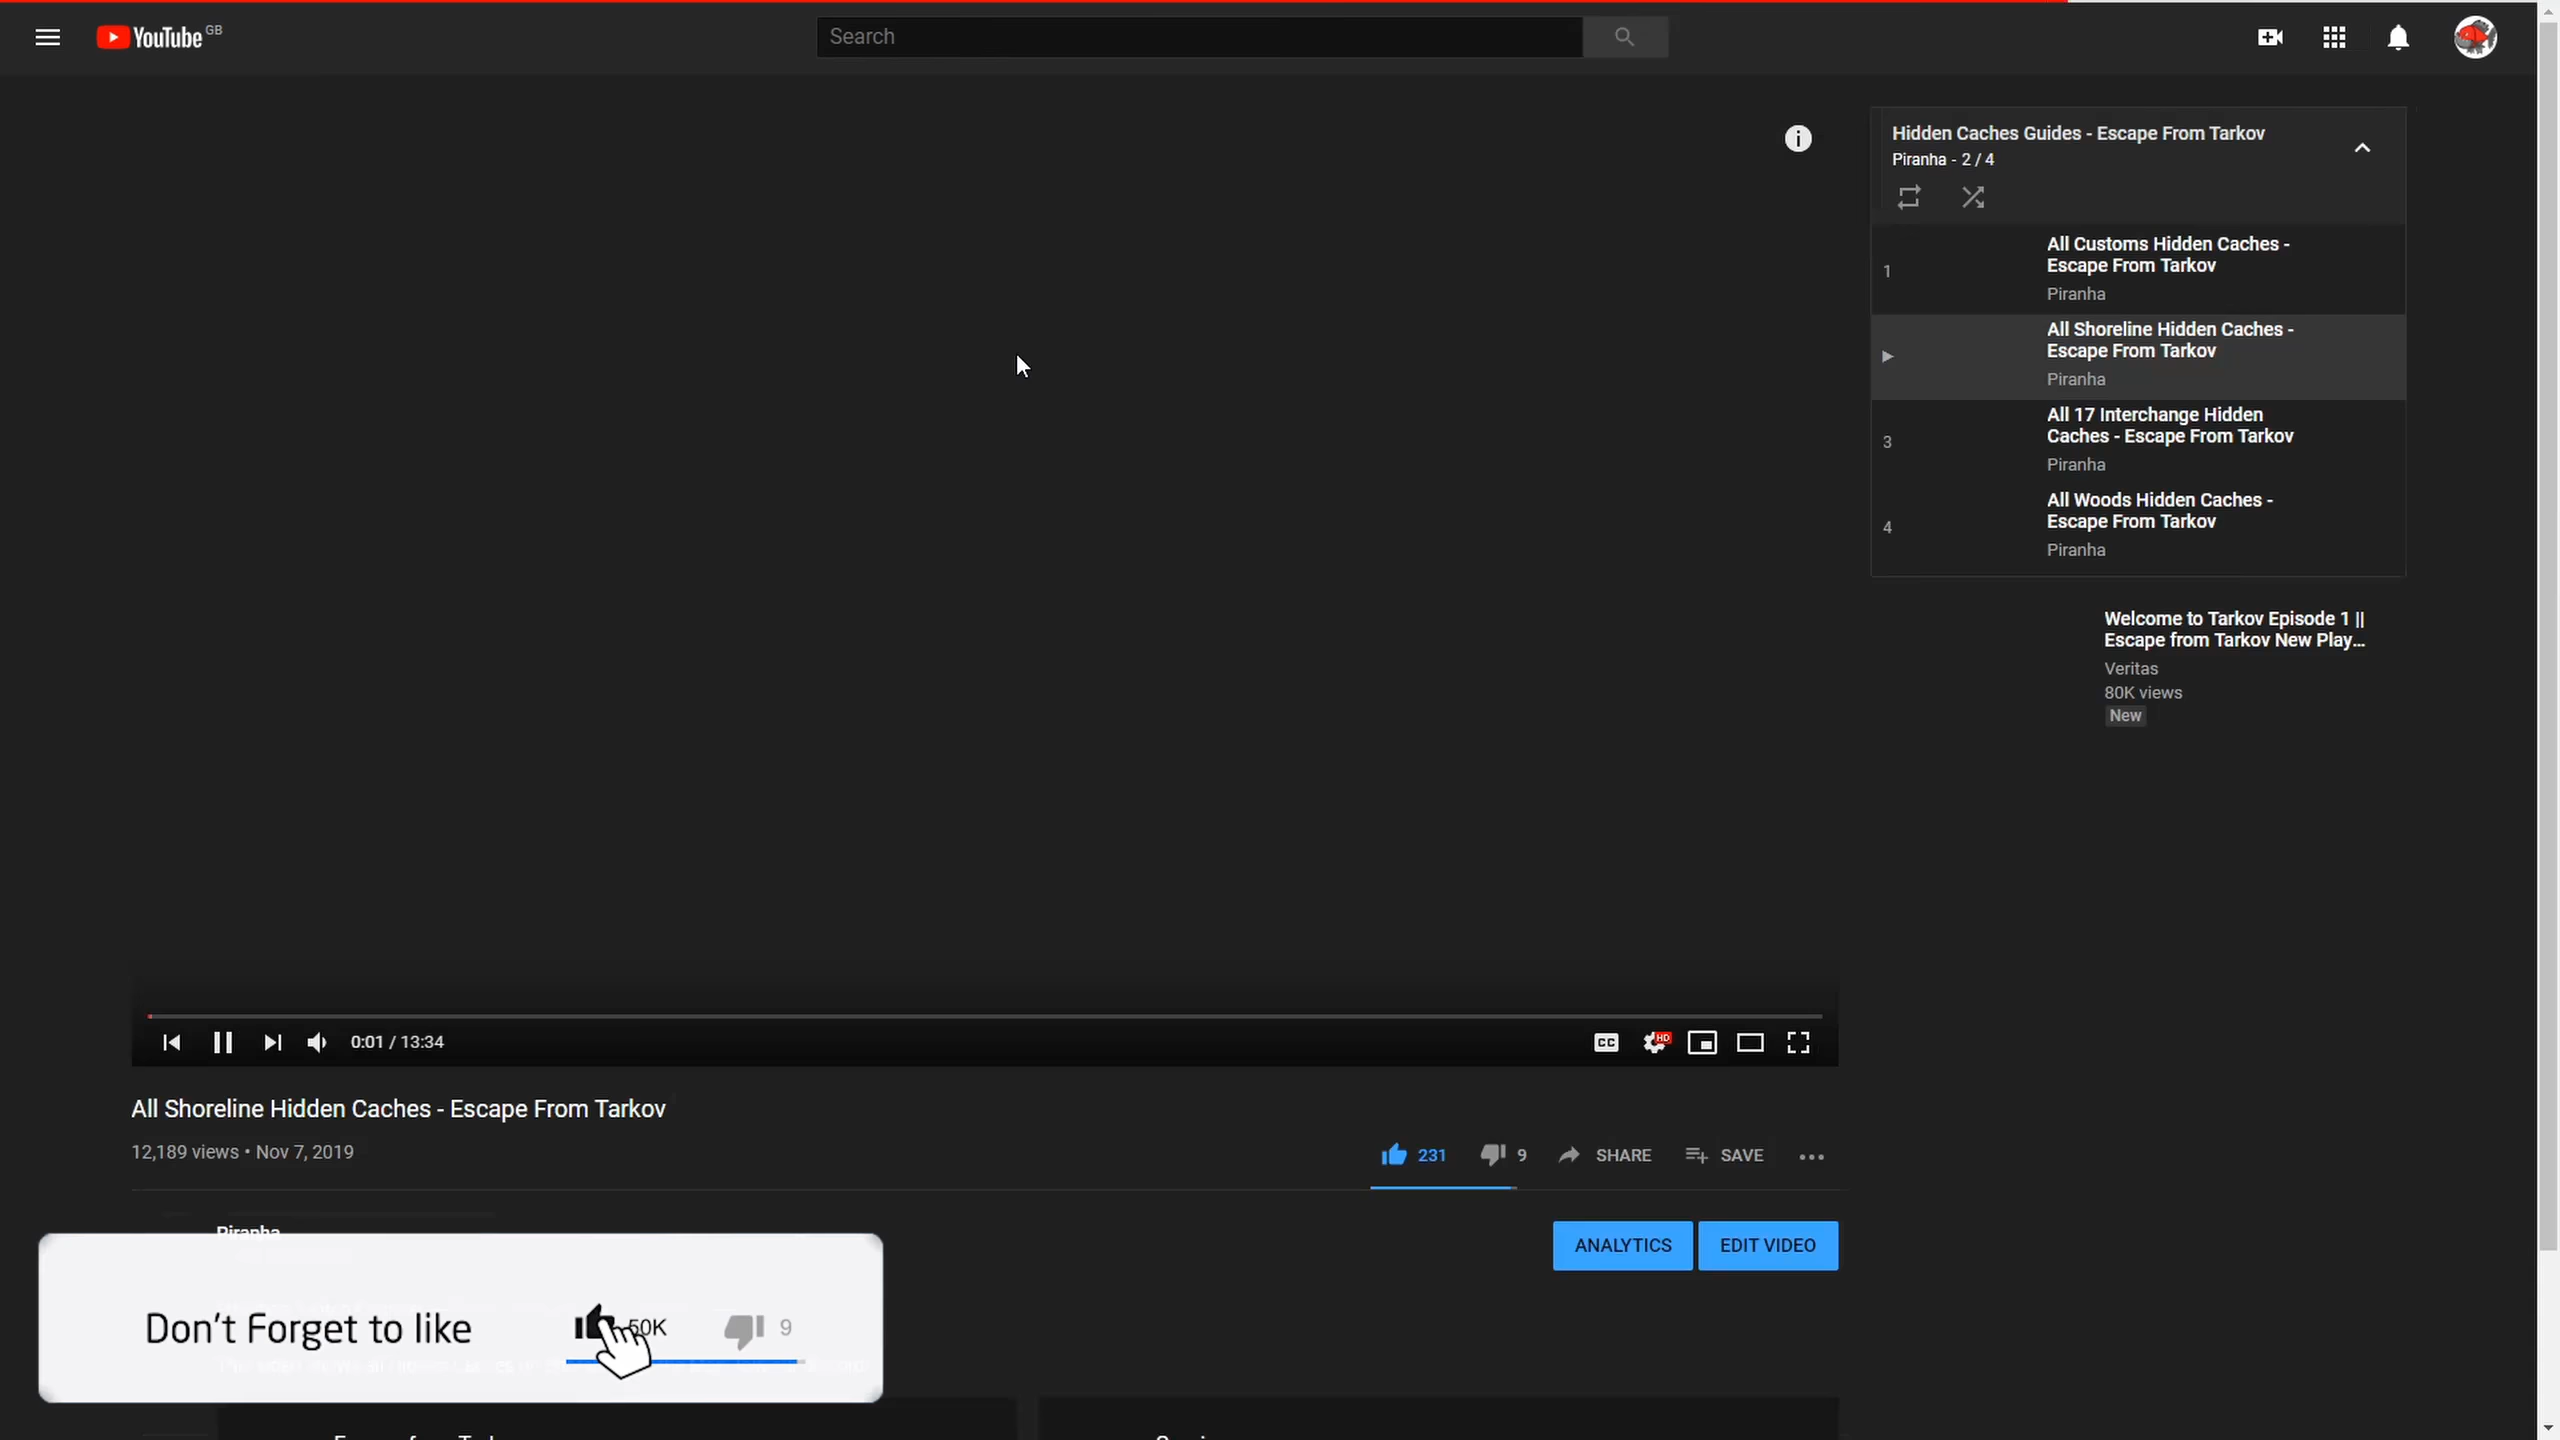 YouTube GB
Search
Hidden Caches Guides - Escape From Tarkov
Piranha - 2 / 4
1
All Customs Hidden Caches -
Escape From Tarkov
Piranha
All Shoreline Hidden Caches -
Escape From Tarkov
Piranha
3
All 17 Interchange Hidden
Caches - Escape From Tarkov
Piranha
4
All Woods Hidden Caches -
Escape From Tarkov
Piranha
Welcome to Tarkov Episode 1 ||
Escape from Tarkov New Play...
Veritas
80K views
New
0:01 / 13:34
CC
HD
All Shoreline Hidden Caches - Escape From Tarkov
12,189 views • Nov 7, 2019
231
9
SHARE
SAVE
Piranha
ANALYTICS
EDIT VIDEO
Don't Forget to like
50K
9